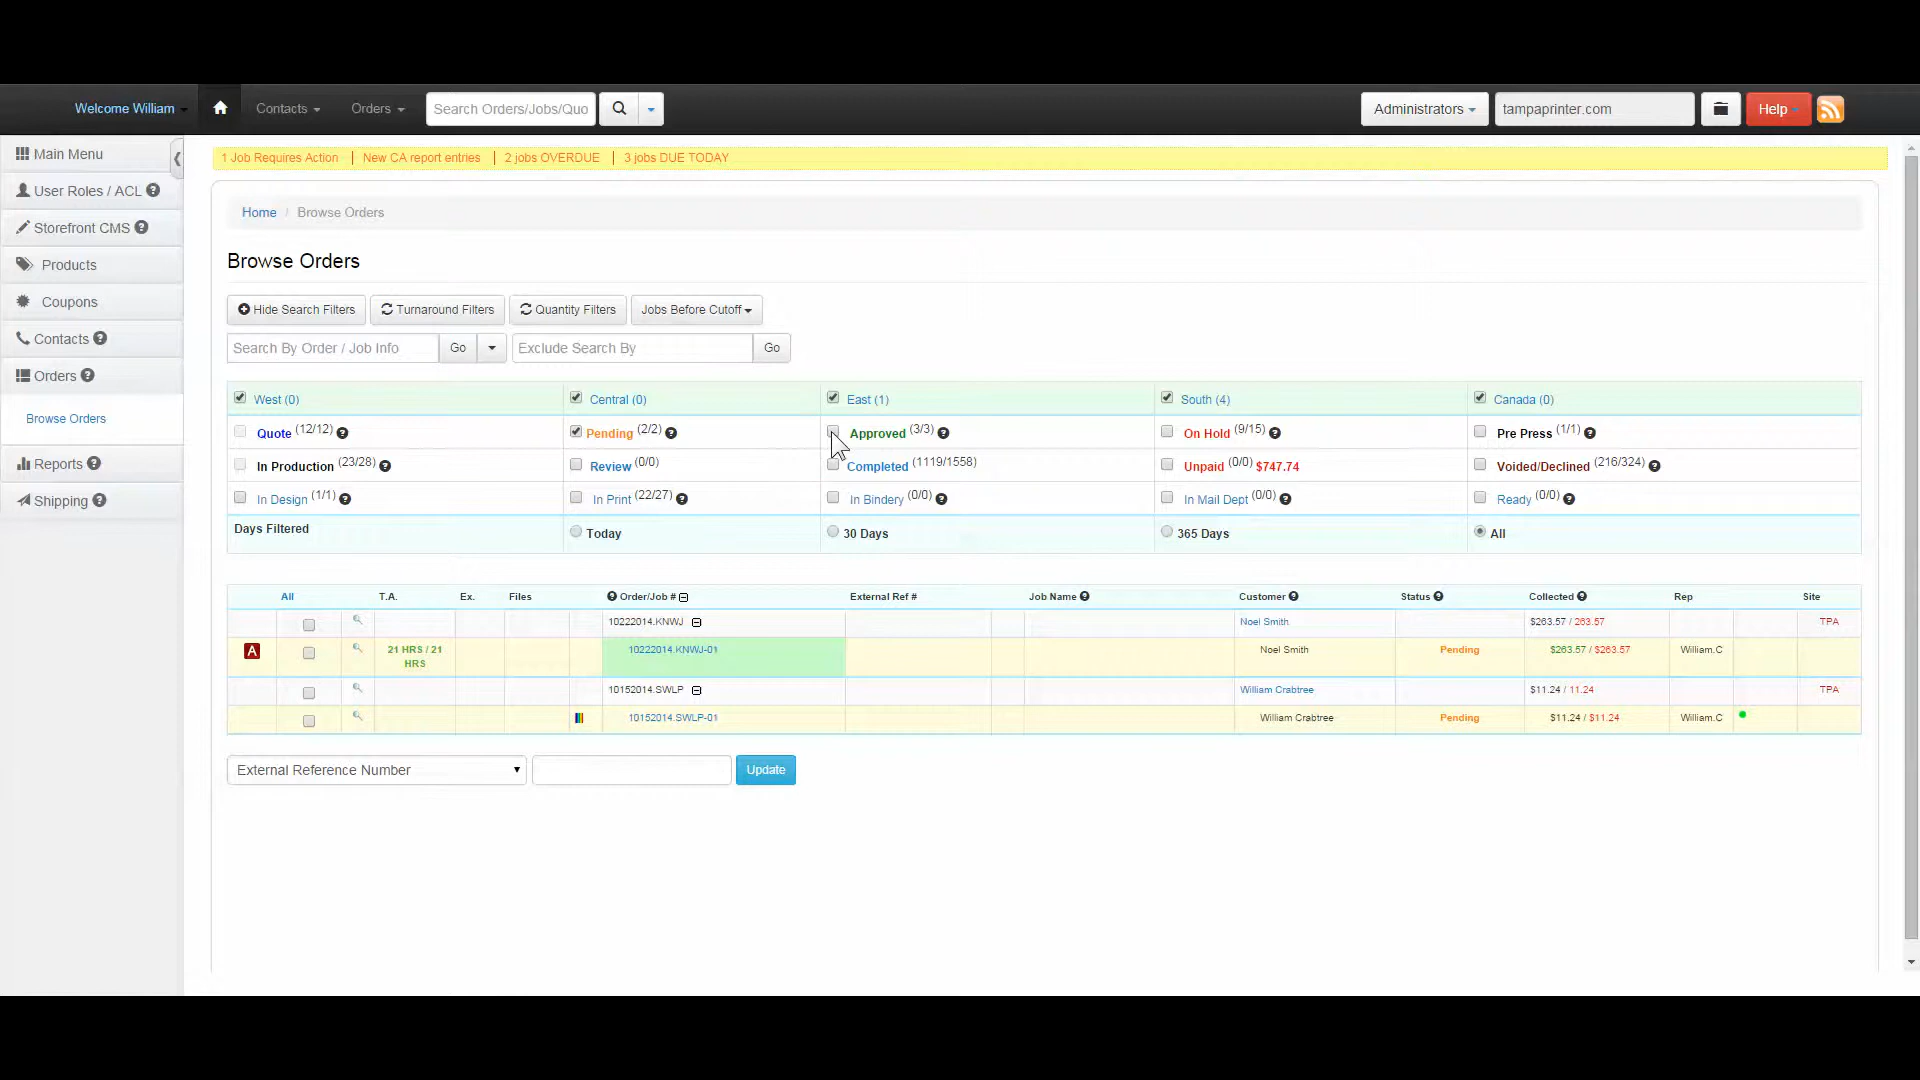 Welcome William Contacts Orders Search Orders/Jobs/Quo Administrators tampaprinter.com Help
Main Menu
User Roles / ACL
Storefront CMS
Products
Coupons
Contacts
Orders
Browse Orders
Reports
Shipping
1 Job Requires Action | New CA report entries | 2 jobs OVERDUE | 3 jobs DUE TODAY
Home / Browse Orders
Browse Orders
Hide Search Filters Turnaround Filters Quantity Filters Jobs Before Cutoff
Search By Order / Job Info Go Exclude Search By Go
West (0) Central (0) East (1) South (4) Canada (0)
Quote (12/12) Pending (2/2) Approved (3/3) On Hold (9/15) Pre Press (1/1)
In Production (23/28) Review (0/0) Completed (1119/1558) Unpaid (0/0) $747.74 Voided/Declined (216/324)
In Design (1/1) In Print (22/27) In Bindery (0/0) In Mail Dept (0/0) Ready (0/0)
Days Filtered Today 30 Days 365 Days All
All T.A. Ex. Files Order/Job # External Ref # Job Name Customer Status Collected Rep Site
10222014.KNWJ Noel Smith $263.57 / 263.57 TPA
A 21 HRS / 21 HRS 10222014.KNWJ-01 Noel Smith Pending $263.57 / $263.57 William.C
10152014.SWLP William Crabtree $11.24 / 11.24 TPA
10152014.SWLP-01 William Crabtree Pending $11.24 / $11.24 William.C
External Reference Number Update